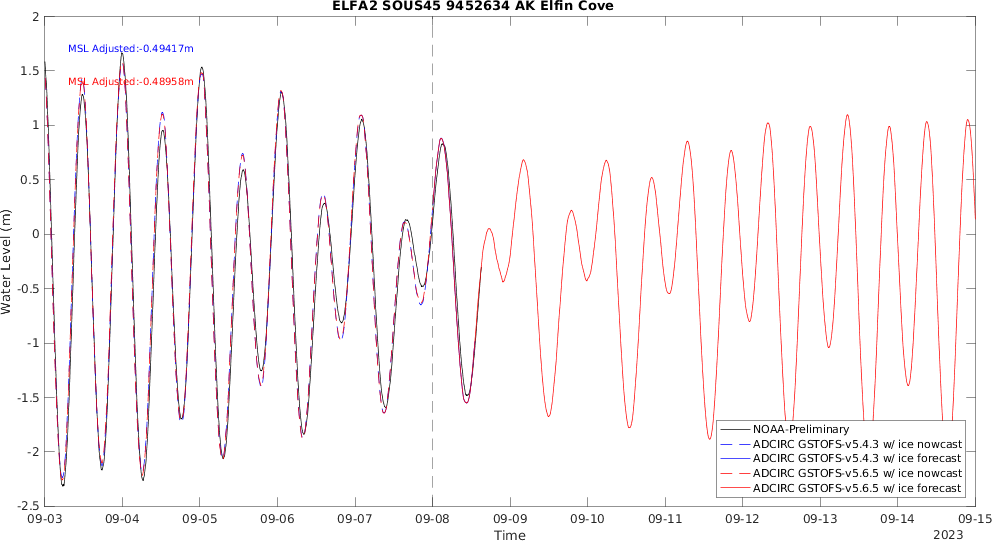 ELFA2 SOUS45 9452634 AK Elfin Cove
2
1.5
1
0.5
0
-0.5
-1
-1.5
-2
-2.5
Water Level (m)
MSL Adjusted:-0.49417m
MSL Adjusted:-0.48958m
NOAA-Preliminary
ADCIRC GSTOFS-v5.4.3 w/ ice nowcast
ADCIRC GSTOFS-v5.4.3 w/ ice forecast
ADCIRC GSTOFS-v5.6.5 w/ ice nowcast
ADCIRC GSTOFS-v5.6.5 w/ ice forecast
09-03 09-04 09-05 09-06 09-07 09-08 09-09 09-10 09-11 09-12 09-13 09-14 09-15
Time
2023